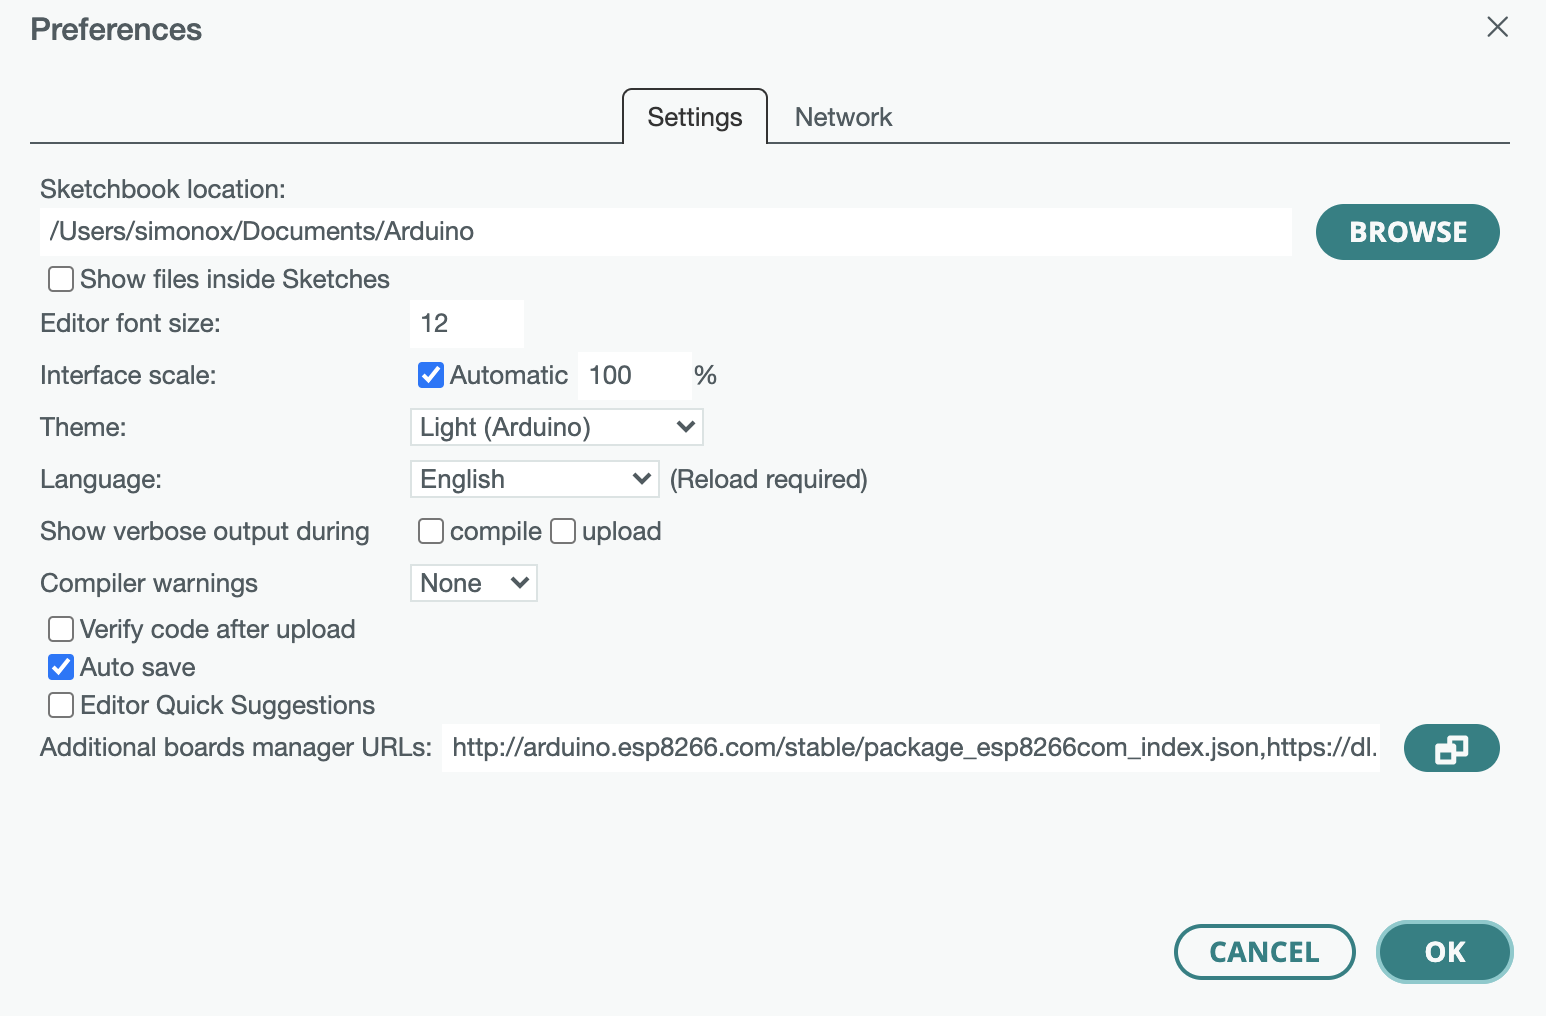 Preferences
Settings Network
Sketchbook location:
/Users/simonox/Documents/Arduino BROWSE
Show files inside Sketches
Editor font size: 12
Interface scale: Automatic 100 %
Theme: Light (Arduino)
Language: English (Reload required)
Show verbose output during compile upload
Compiler warnings None
Verify code after upload
Auto save
Editor Quick Suggestions
Additional boards manager URLs: http://arduino.esp8266.com/stable/package_esp8266com_index.json,https://dl.
CANCEL OK